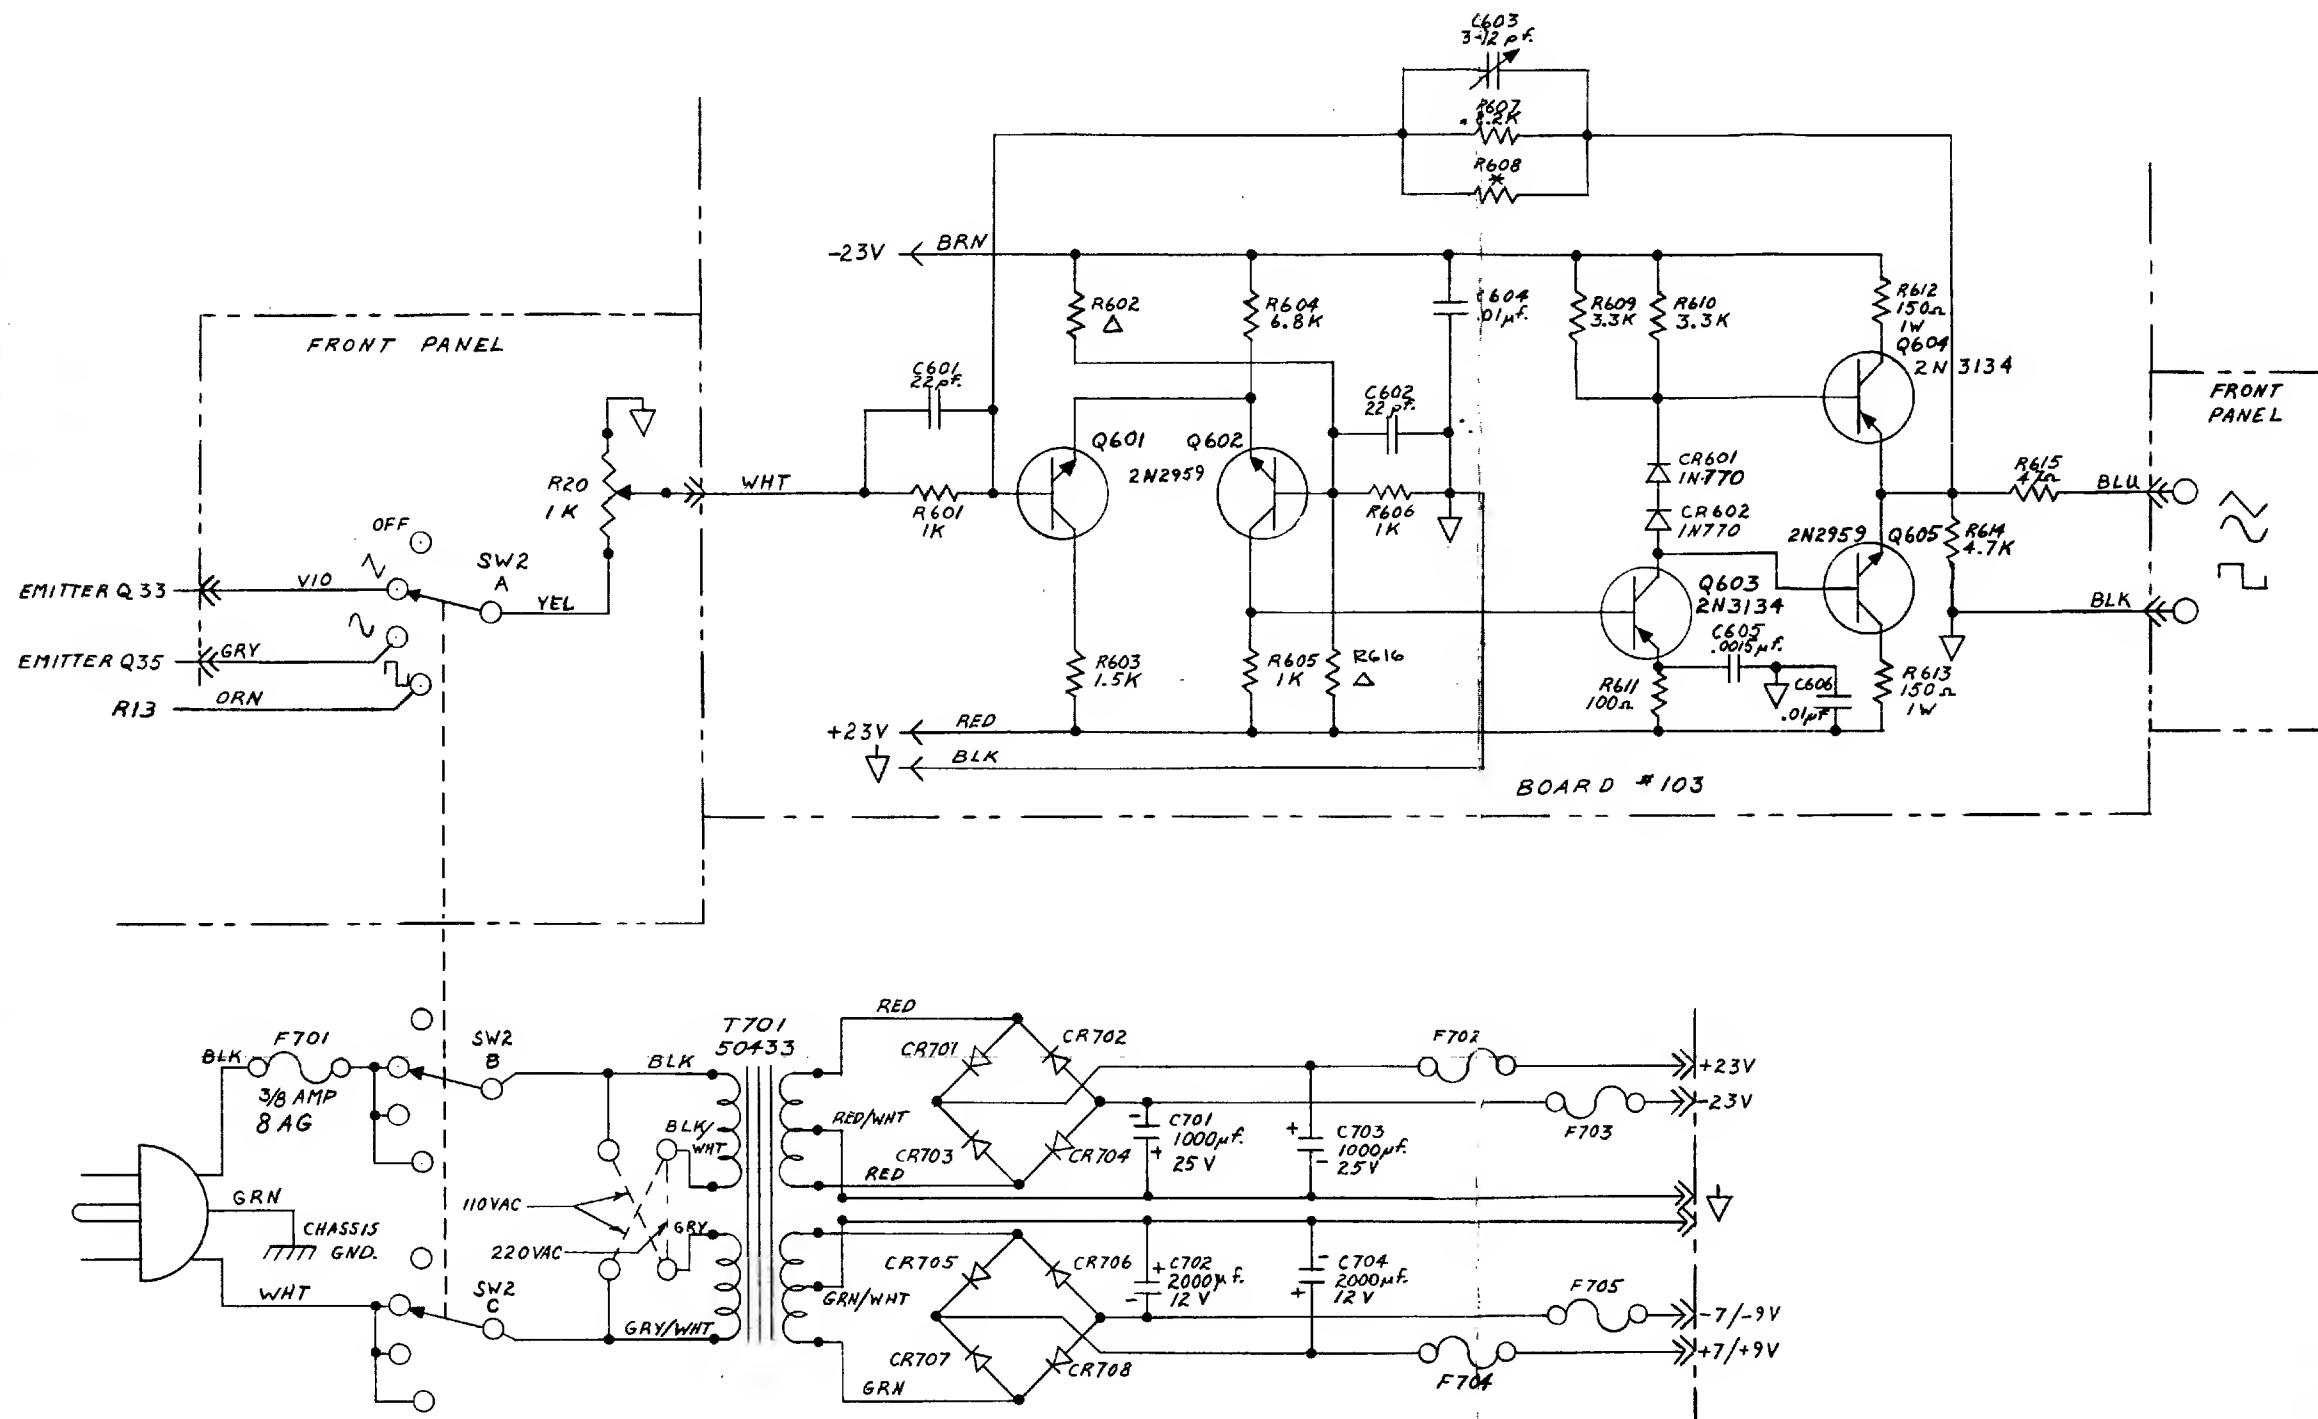 C603
3-12 pf.
R607
R608
*
-23V
BRN
R602
△
R604
6.8K
C604
.01µf.
R609
3.3K
R610
3.3K
R612
150Ω
1W
Q604
2N3134
FRONT PANEL
C601
22pf.
C602
22pf.
FRONT
PANEL
Q601
Q602
2N2959
CR601
1N770
CR602
1N770
R20
1K
WHT
R601
1K
R606
1K
R615
47Ω
BLU
OFF
SW2
A
2N2959
Q605
R614
4.7K
EMITTER Q33
VIO
YEL
Q603
2N3134
BLK
EMITTER Q35
GRY
R13
ORN
R603
1.5K
R605
1K
R616
△
C605
.0015µf.
R611
100Ω
C606
.01µf
R613
150Ω
1W
+23V
RED
BLK
BOARD #103
F701
BLK
3/8 AMP
8 AG
SW2
B
BLK
T701
50433
RED
CR701
CR702
F702
+23V
-23V
F703
BLK/
WHT
RED/WHT
CR703
CR704
RED
C701
1000µf.
25V
C703
1000µf.
25V
GRN
CHASSIS
GND.
110VAC
220VAC
GRY
WHT
SW2
C
GRY/WHT
CR705
CR706
GRN/WHT
C702
2000µf.
12V
C704
2000µf.
12V
F705
-7/-9V
+7/+9V
F704
CR707
CR708
GRN